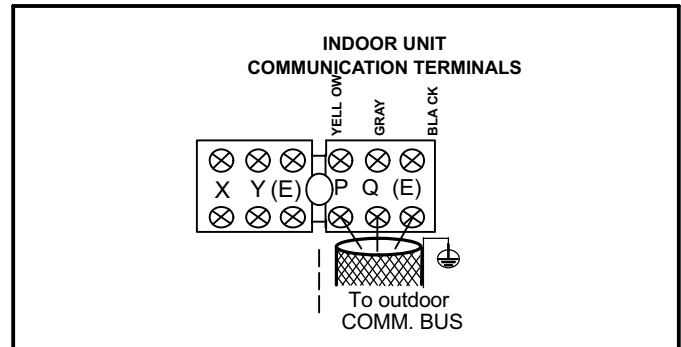 INDOOR UNIT
COMMUNICATION TERMINALS
YELL OW
GRAY
BLA CK
X Y (E) P Q (E)
To outdoor
COMM. BUS